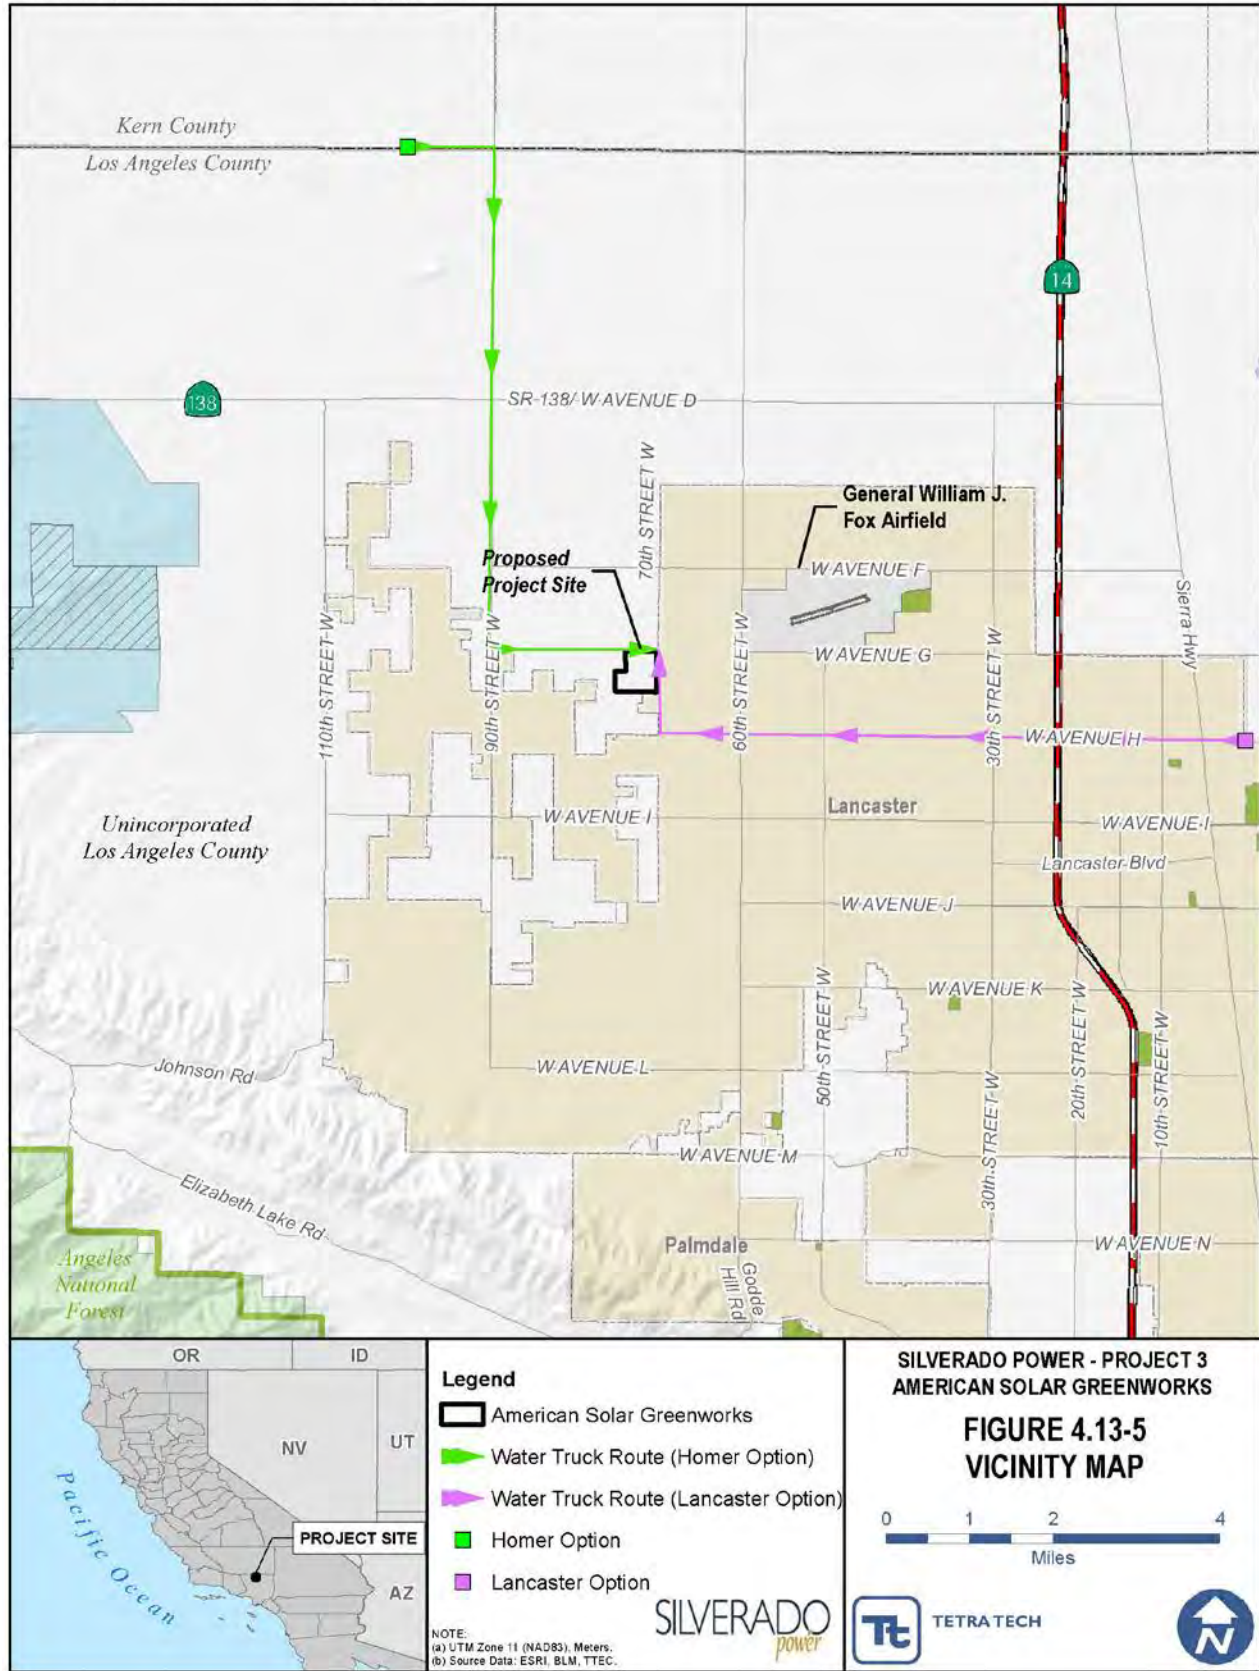 Kern County
Los Angeles County
14
138
SR-138/ W AVENUE D
70th STREET W
General William J.
Fox Airfield
Proposed
Project Site
W AVENUE F
Sierra Hwy
110th STREET W
90th STREET W
60th STREET W
30th STREET W
W AVENUE G
W AVENUE H
Unincorporated
Los Angeles County
W AVENUE I
Lancaster
W AVENUE I
Lancaster Blvd
W AVENUE J
W AVENUE K
50th STREET W
30th STREET W
20th STREET W
10th STREET W
Johnson Rd
W AVENUE L
W AVENUE M
Elizabeth Lake Rd
Palmdale
Godde
Hill Rd
W AVENUE N
Angeles
National
Forest
OR
ID
NV
UT
AZ
Pacific Ocean
PROJECT SITE
Legend
American Solar Greenworks
Water Truck Route (Homer Option)
Water Truck Route (Lancaster Option)
Homer Option
Lancaster Option
NOTE:
(a) UTM Zone 11 (NAD83), Meters.
(b) Source Data: ESRI, BLM, TTEC.
SILVERADO
power
SILVERADO POWER - PROJECT 3
AMERICAN SOLAR GREENWORKS
FIGURE 4.13-5
VICINITY MAP
0 1 2 4
Miles
Tt
TETRA TECH
N